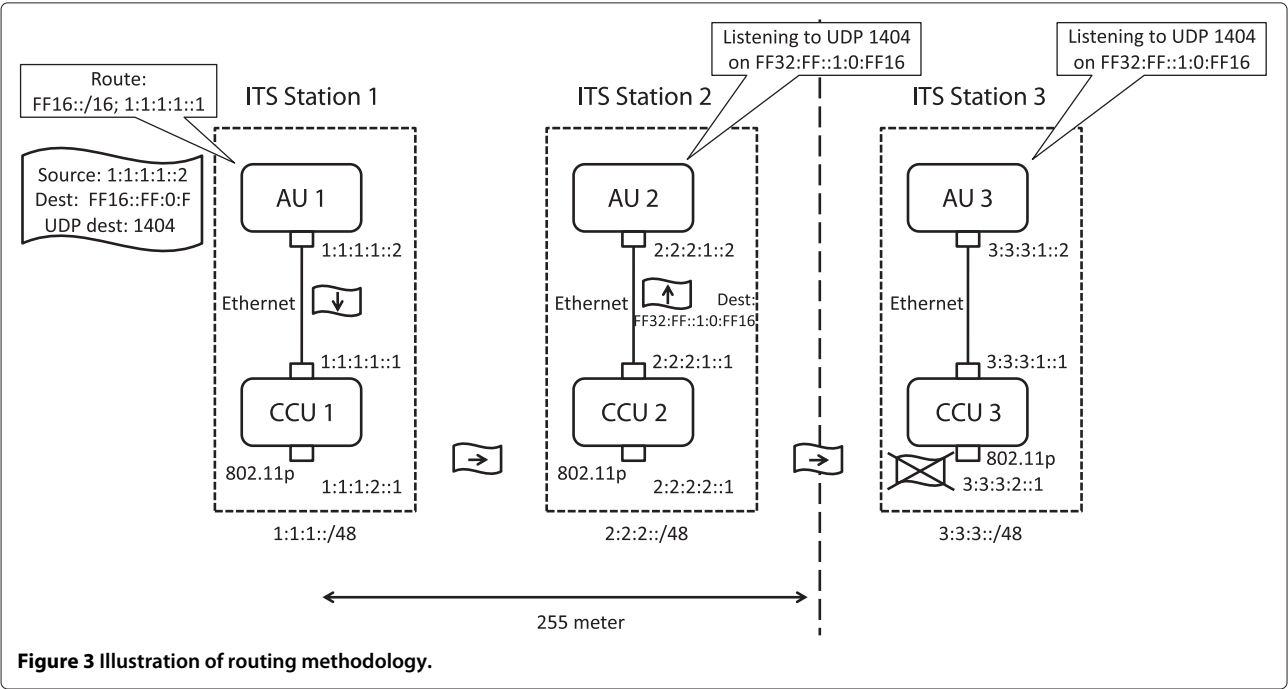 Listening to UDP 1404
on FF32:FF::1:0:FF16
Listening to UDP 1404
on FF32:FF::1:0:FF16
Route:
FF16::/16; 1:1:1:1::1
ITS Station 1
ITS Station 2
ITS Station 3
Source: 1:1:1:1::2
Dest: FF16::FF:0:F
UDP dest: 1404
AU 1
AU 2
AU 3
1:1:1:1::2
2:2:2:1::2
3:3:3:1::2
Ethernet
Ethernet
Dest:
FF32:FF::1:0:FF16
Ethernet
1:1:1:1::1
2:2:2:1::1
3:3:3:1::1
CCU 1
CCU 2
CCU 3
802.11p
1:1:1:2::1
802.11p
2:2:2:2::1
802.11p
3:3:3:2::1
1:1:1::/48
2:2:2::/48
3:3:3::/48
255 meter
Figure 3 Illustration of routing methodology.